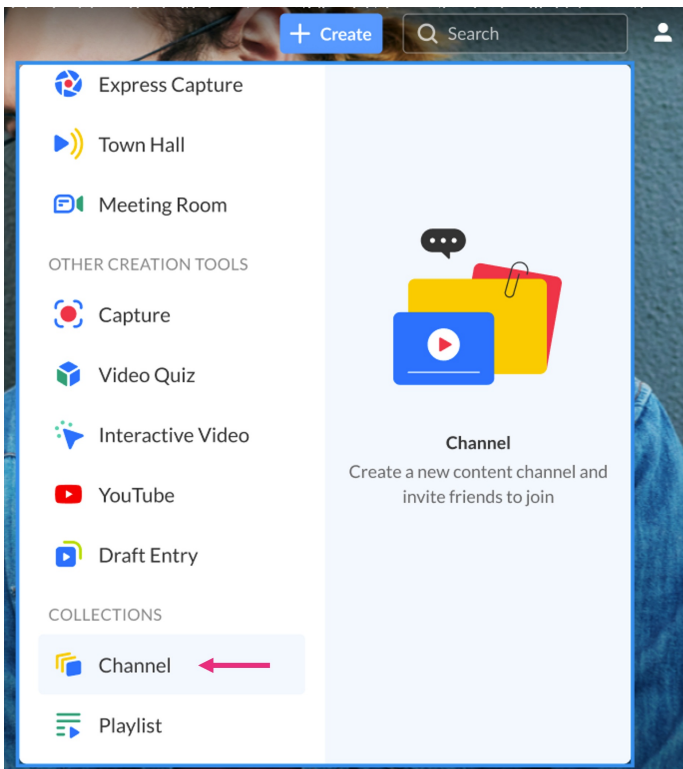 Create
Search
Express Capture
Town Hall
Meeting Room
OTHER CREATION TOOLS
Capture
Video Quiz
Interactive Video
YouTube
Draft Entry
COLLECTIONS
Channel
Playlist
Channel
Create a new content channel and
invite friends to join